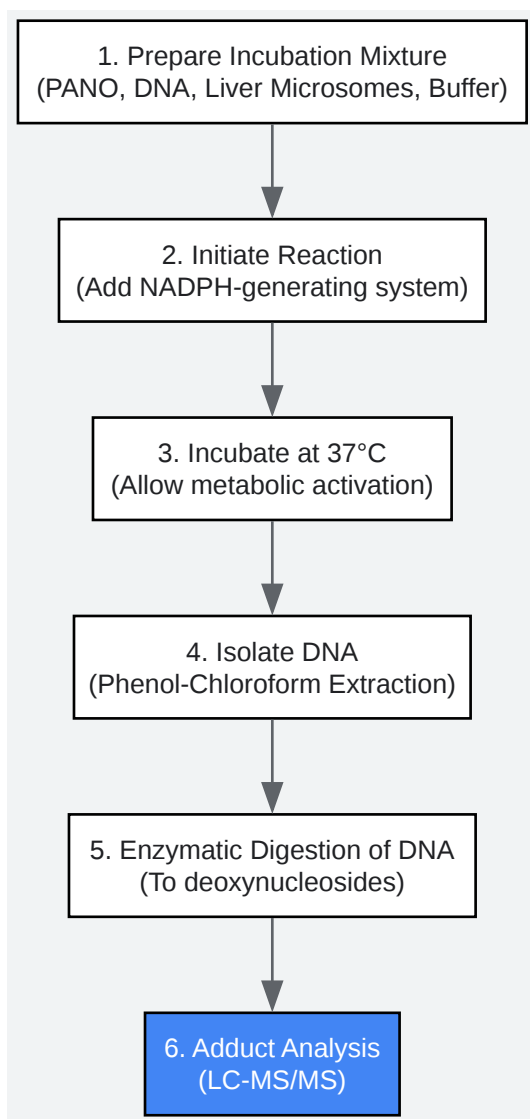 1. Prepare Incubation Mixture
(PANO, DNA, Liver Microsomes, Buffer)
2. Initiate Reaction
(Add NADPH-generating system)
3. Incubate at 37°C
(Allow metabolic activation)
4. Isolate DNA
(Phenol-Chloroform Extraction)
5. Enzymatic Digestion of DNA
(To deoxynucleosides)
6. Adduct Analysis
(LC-MS/MS)